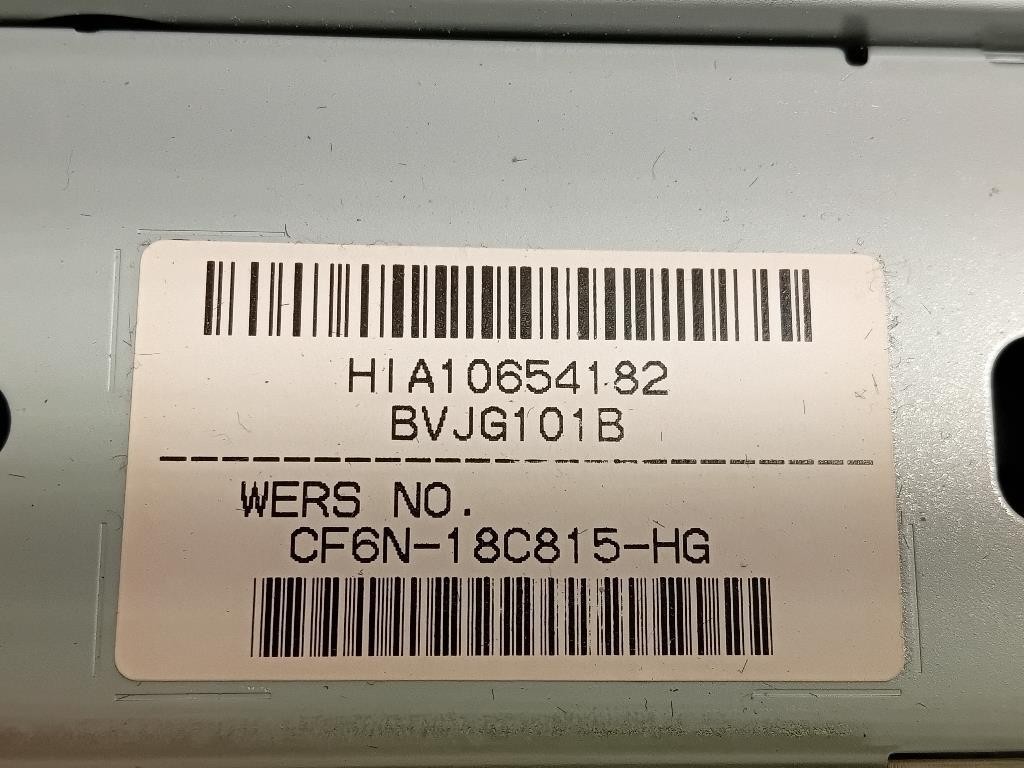 HIA10654182
BVJG101B
WERS NO.
CF6N-18C815-HG